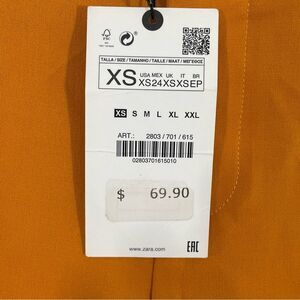 FSC
TALLA / SIZE / TAMANHO / TAILLE / MAAT / ΜΕΓΕΘΟΣ
XS
USA MEX UK IT BR
XS 24 XS XS EP
XS S M L XL XXL
ART.: 2803 / 701 / 615
02803701615010
$ 69.90
www.zara.com
EAC